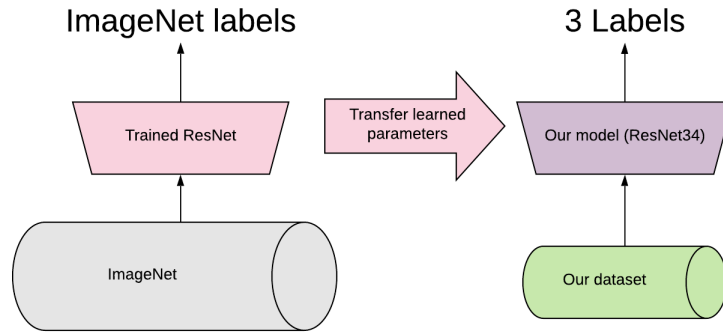 ImageNet labels
3 Labels
Trained ResNet
Transfer learned
parameters
Our model (ResNet34)
ImageNet
Our dataset